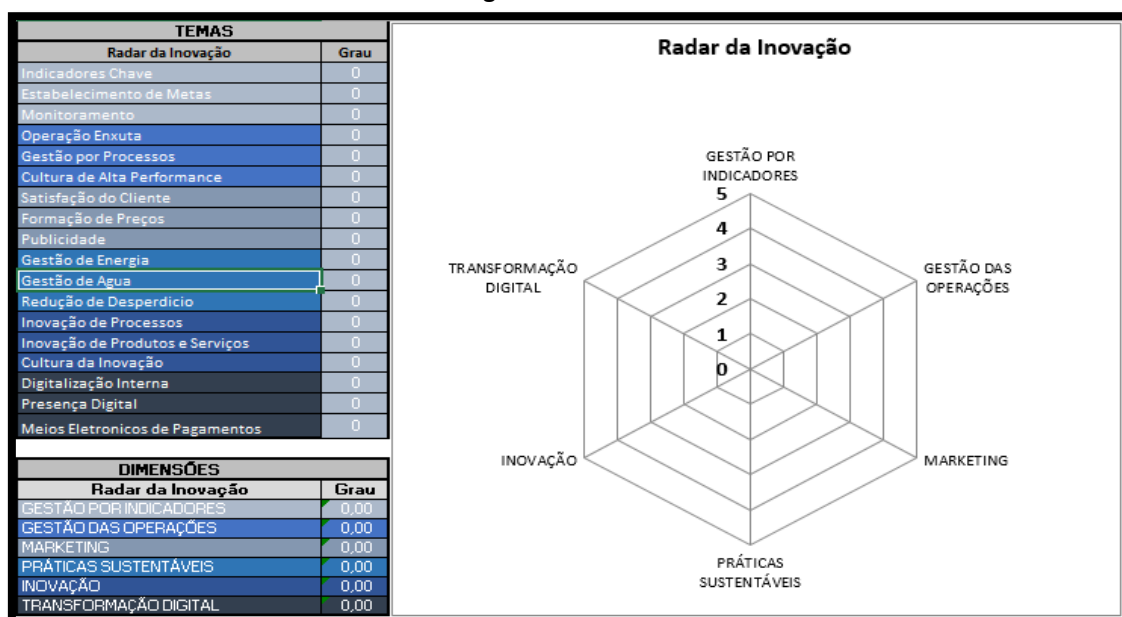 TEMAS
Radar da Inovação Grau
Indicadores Chave 0
Estabelecimento de Metas 0
Monitoramento 0
Operação Enxuta 0
Gestão por Processos 0
Cultura de Alta Performance 0
Satisfação do Cliente 0
Formação de Preços 0
Publicidade 0
Gestão de Energia 0
Gestão de Agua 0
Redução de Desperdicio 0
Inovação de Processos 0
Inovação de Produtos e Serviços 0
Cultura da Inovação 0
Digitalização Interna 0
Presença Digital 0
Meios Eletronicos de Pagamentos 0
DIMENSÕES
Radar da Inovação Grau
GESTÃO POR INDICADORES 0,00
GESTÃO DAS OPERAÇÕES 0,00
MARKETING 0,00
PRÁTICAS SUSTENTÁVEIS 0,00
INOVAÇÃO 0,00
TRANSFORMAÇÃO DIGITAL 0,00
Radar da Inovação
GESTÃO POR
INDICADORES
5
4
3
2
1
0
GESTÃO DAS
OPERAÇÕES
MARKETING
PRÁTICAS
SUSTENTÁVEIS
INOVAÇÃO
TRANSFORMAÇÃO
DIGITAL